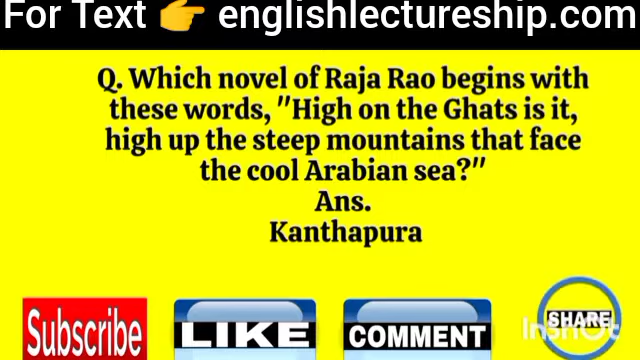 For Text 👉 englishlectureship.com
Q. Which novel of Raja Rao begins with
these words, "High on the Ghats is it,
high up the steep mountains that face
the cool Arabian sea?"
Ans.
Kanthapura
Subscribe
LIKE
COMMENT
SHARE
InShOt